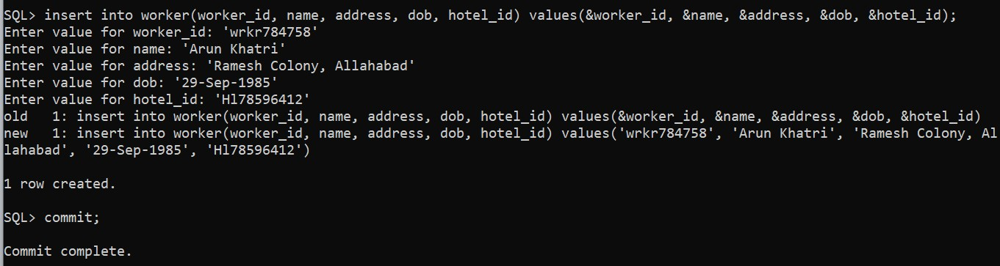 SQL> insert into worker(worker_id, name, address, dob, hotel_id) values(&worker_id, &name, &address, &dob, &hotel_id);
Enter value for worker_id: 'wrkr784758'
Enter value for name: 'Arun Khatri'
Enter value for address: 'Ramesh Colony, Allahabad'
Enter value for dob: '29-Sep-1985'
Enter value for hotel_id: 'Hl78596412'
old   1: insert into worker(worker_id, name, address, dob, hotel_id) values(&worker_id, &name, &address, &dob, &hotel_id)
new   1: insert into worker(worker_id, name, address, dob, hotel_id) values('wrkr784758', 'Arun Khatri', 'Ramesh Colony, Al
lahabad', '29-Sep-1985', 'Hl78596412')
1 row created.
SQL> commit;
Commit complete.